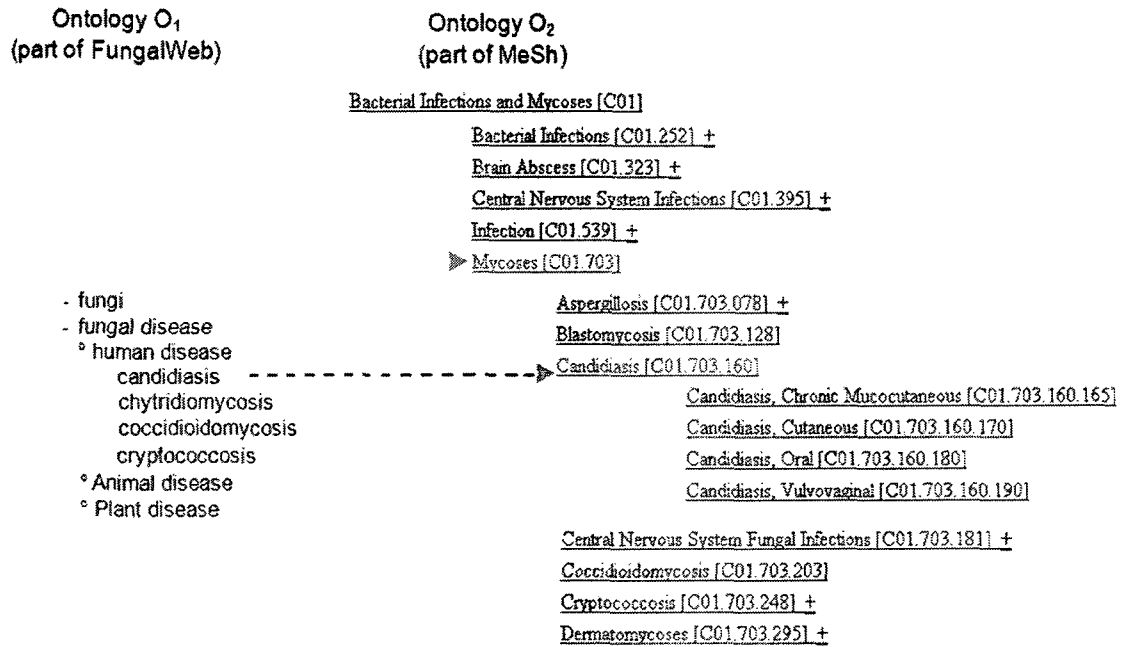 Ontology O₁
(part of FungalWeb)
Ontology O₂
(part of MeSh)
Bacterial Infections and Mycoses [C01]
Bacterial Infections [C01.252] +
Brain Abscess [C01.323] +
Central Nervous System Infections [C01.395] +
Infection [C01.539] +
Mycoses [C01.703]
- fungi
- fungal disease
° human disease
candidiasis
chytridiomycosis
coccidioidomycosis
cryptococcosis
° Animal disease
° Plant disease
Aspergillosis [C01.703.078] +
Blastomycosis [C01.703.128]
Candidiasis [C01.703.160]
Candidiasis, Chronic Mucocutaneous [C01.703.160.165]
Candidiasis, Cutaneous [C01.703.160.170]
Candidiasis, Oral [C01.703.160.180]
Candidiasis, Vulvovaginal [C01.703.160.190]
Central Nervous System Fungal Infections [C01.703.181] +
Coccidioidomycosis [C01.703.203]
Cryptococcosis [C01.703.248] +
Dermatomycoses [C01.703.295] +